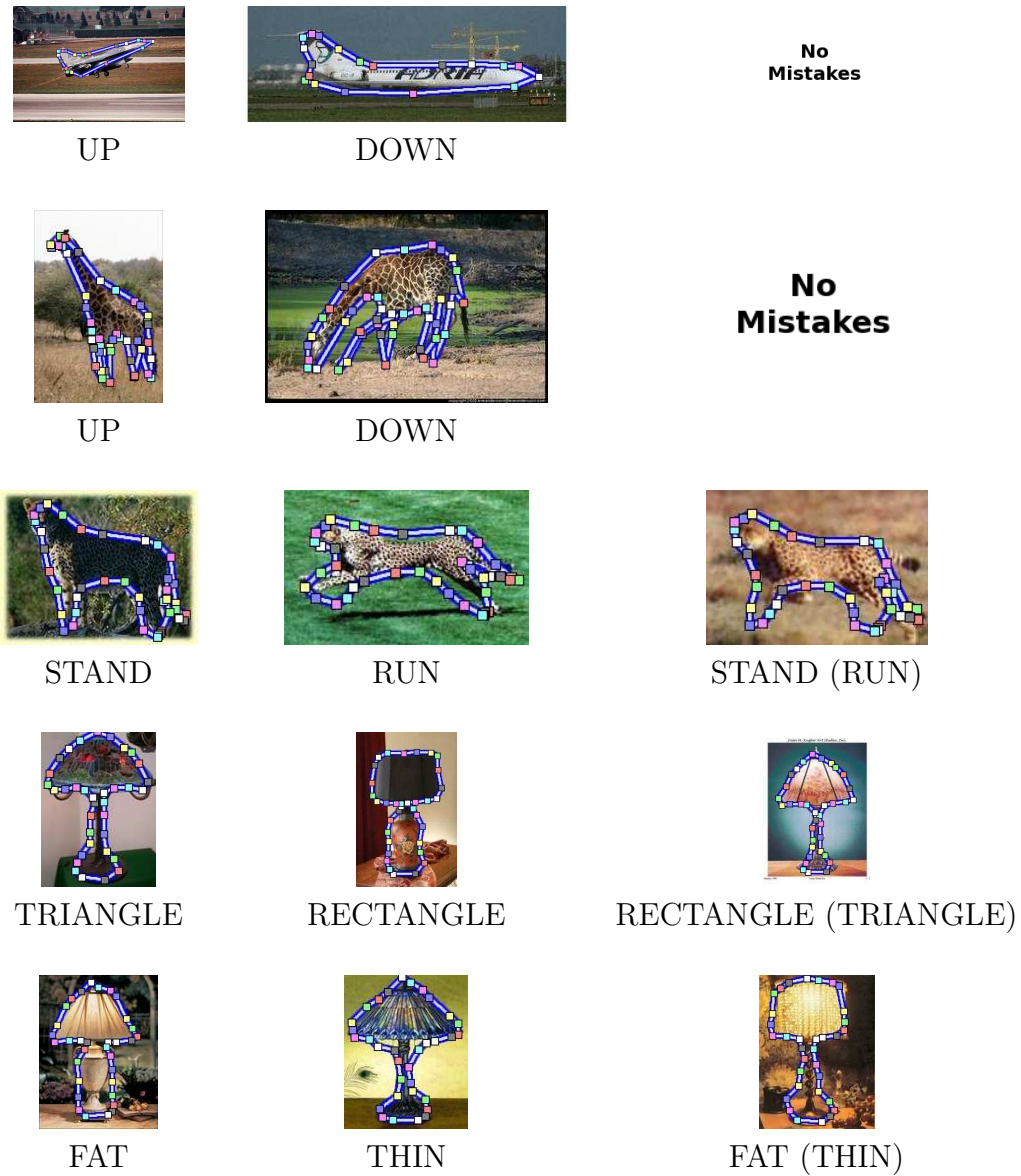 No
Mistakes
UP
DOWN
No
Mistakes
UP
DOWN
STAND
RUN
STAND (RUN)
TRIANGLE
RECTANGLE
RECTANGLE (TRIANGLE)
FAT
THIN
FAT (THIN)